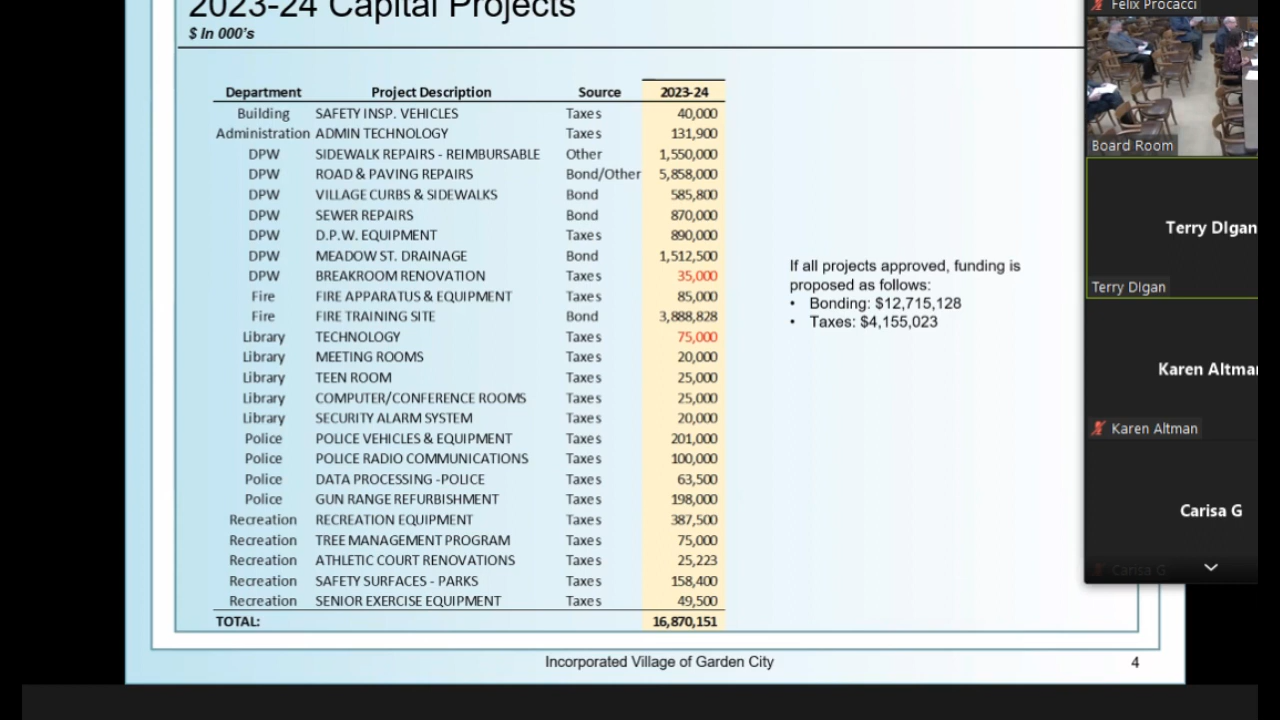 2023-24 Capital Projects
$ In 000's
Department Project Description Source 2023-24
Building SAFETY INSP. VEHICLES Taxes 40,000
Administration ADMIN TECHNOLOGY Taxes 131,900
DPW SIDEWALK REPAIRS - REIMBURSABLE Other 1,550,000
DPW ROAD & PAVING REPAIRS Bond/Other 5,858,000
DPW VILLAGE CURBS & SIDEWALKS Bond 585,800
DPW SEWER REPAIRS Bond 870,000
DPW D.P.W. EQUIPMENT Taxes 890,000
DPW MEADOW ST. DRAINAGE Bond 1,512,500
DPW BREAKROOM RENOVATION Taxes 35,000
Fire FIRE APPARATUS & EQUIPMENT Taxes 85,000
Fire FIRE TRAINING SITE Bond 3,888,828
Library TECHNOLOGY Taxes 75,000
Library MEETING ROOMS Taxes 20,000
Library TEEN ROOM Taxes 25,000
Library COMPUTER/CONFERENCE ROOMS Taxes 25,000
Library SECURITY ALARM SYSTEM Taxes 20,000
Police POLICE VEHICLES & EQUIPMENT Taxes 201,000
Police POLICE RADIO COMMUNICATIONS Taxes 100,000
Police DATA PROCESSING -POLICE Taxes 63,500
Police GUN RANGE REFURBISHMENT Taxes 198,000
Recreation RECREATION EQUIPMENT Taxes 387,500
Recreation TREE MANAGEMENT PROGRAM Taxes 75,000
Recreation ATHLETIC COURT RENOVATIONS Taxes 25,223
Recreation SAFETY SURFACES - PARKS Taxes 158,400
Recreation SENIOR EXERCISE EQUIPMENT Taxes 49,500
TOTAL: 16,870,151
If all projects approved, funding is
proposed as follows:
• Bonding: $12,715,128
• Taxes: $4,155,023
Incorporated Village of Garden City
4
Felix Procacci
Board Room
Terry DIgan
Terry DIgan
Karen Altman
Karen Altman
Carisa G
Carisa G